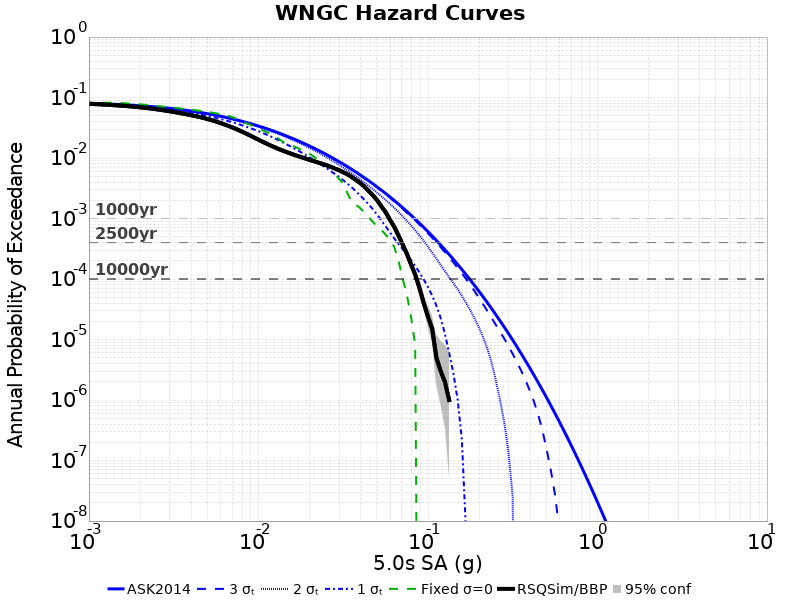 WNGC Hazard Curves
Annual Probability of Exceedance
10^0
10^-1
10^-2
10^-3
10^-4
10^-5
10^-6
10^-7
10^-8
1000yr
2500yr
10000yr
10^-3 10^-2 10^-1 10^0 10^1
5.0s SA (g)
ASK2014 3 σₜ 2 σₜ 1 σₜ Fixed σ=0 RSQSim/BBP 95% conf